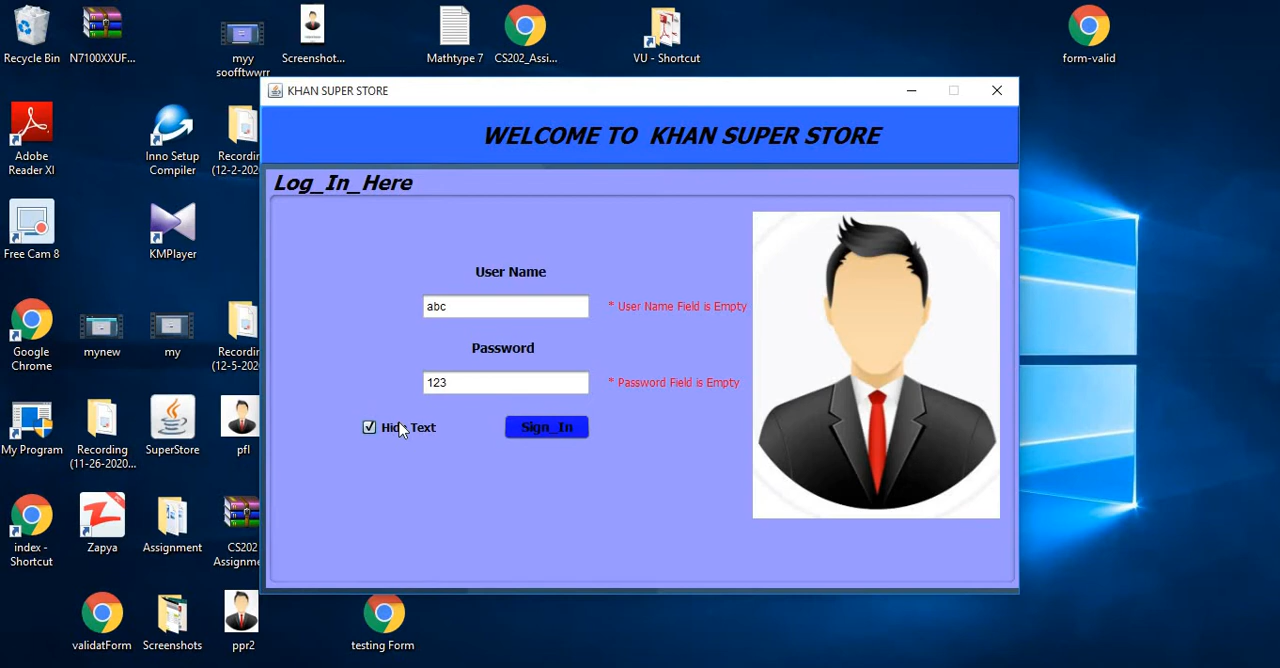 Recycle Bin
N7100XXUF...
myy
soofftwwrr
Screenshot...
Mathtype 7
CS202_Assi...
VU - Shortcut
form-valid
KHAN SUPER STORE
WELCOME TO KHAN SUPER STORE
Log_In_Here
User Name
abc
* User Name Field is Empty
Password
123
* Password Field is Empty
Text
Sign_In
Adobe
Reader XI
Inno Setup
Compiler
(12-2-202
Free Cam 8
KMPlayer
Google
Chrome
mynew
my
(12-5-202
My Program
Recording
(11-26-2020...
SuperStore
pfl
index -
Shortcut
Zapya
Assignment
CS202
validatForm
Screenshots
ppr2
testing Form